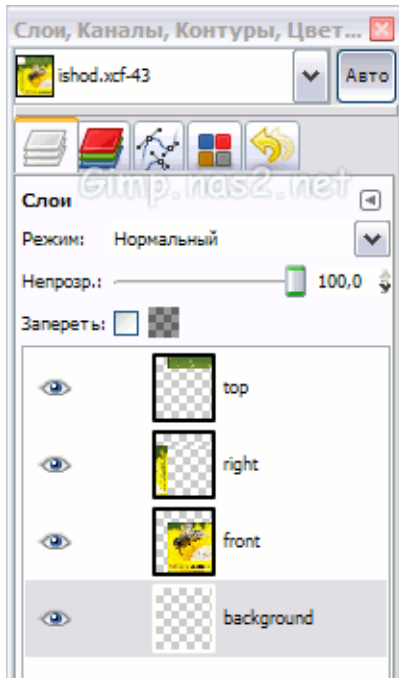 Слои, Каналы, Контуры, Цвет...
ishod.xcf-43
Авто
Gimp.nas2.net
Слои
Режим: Нормальный
Непрозр.: 100,0
Запереть:
top
right
front
background